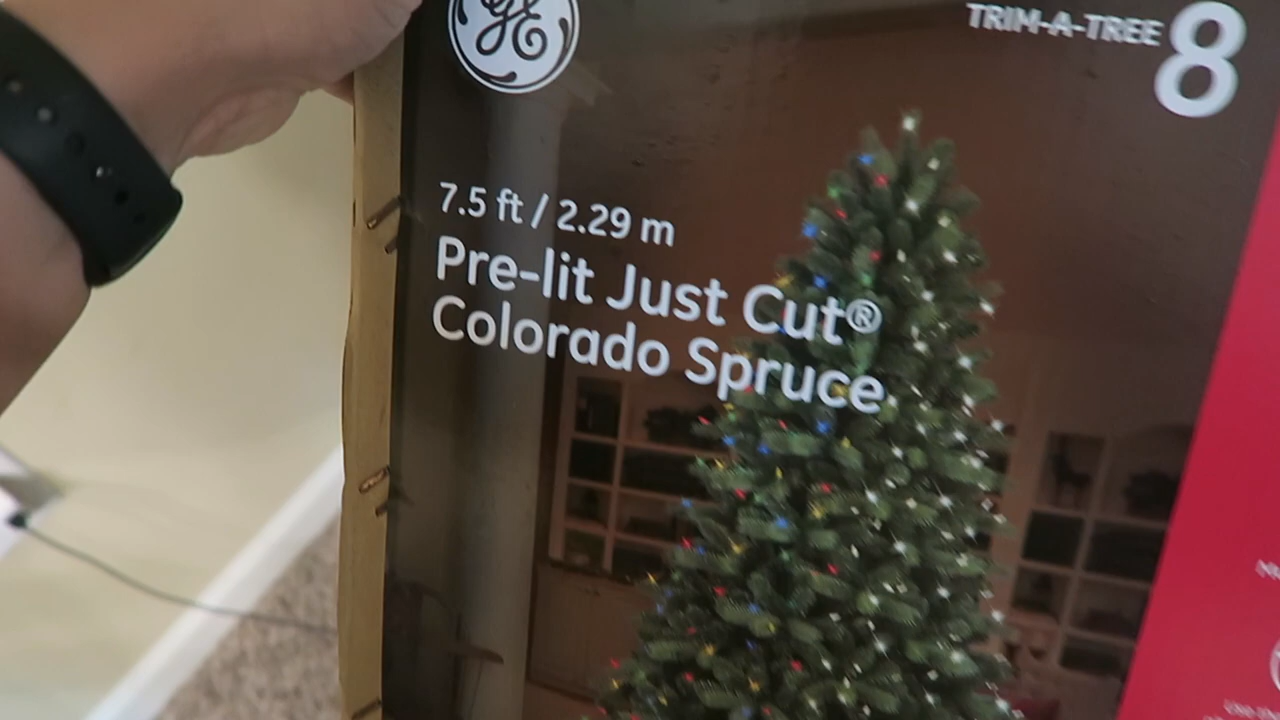 GE
TRIM-A-TREE 8
7.5 ft / 2.29 m
Pre-lit Just Cut®
Colorado Spruce